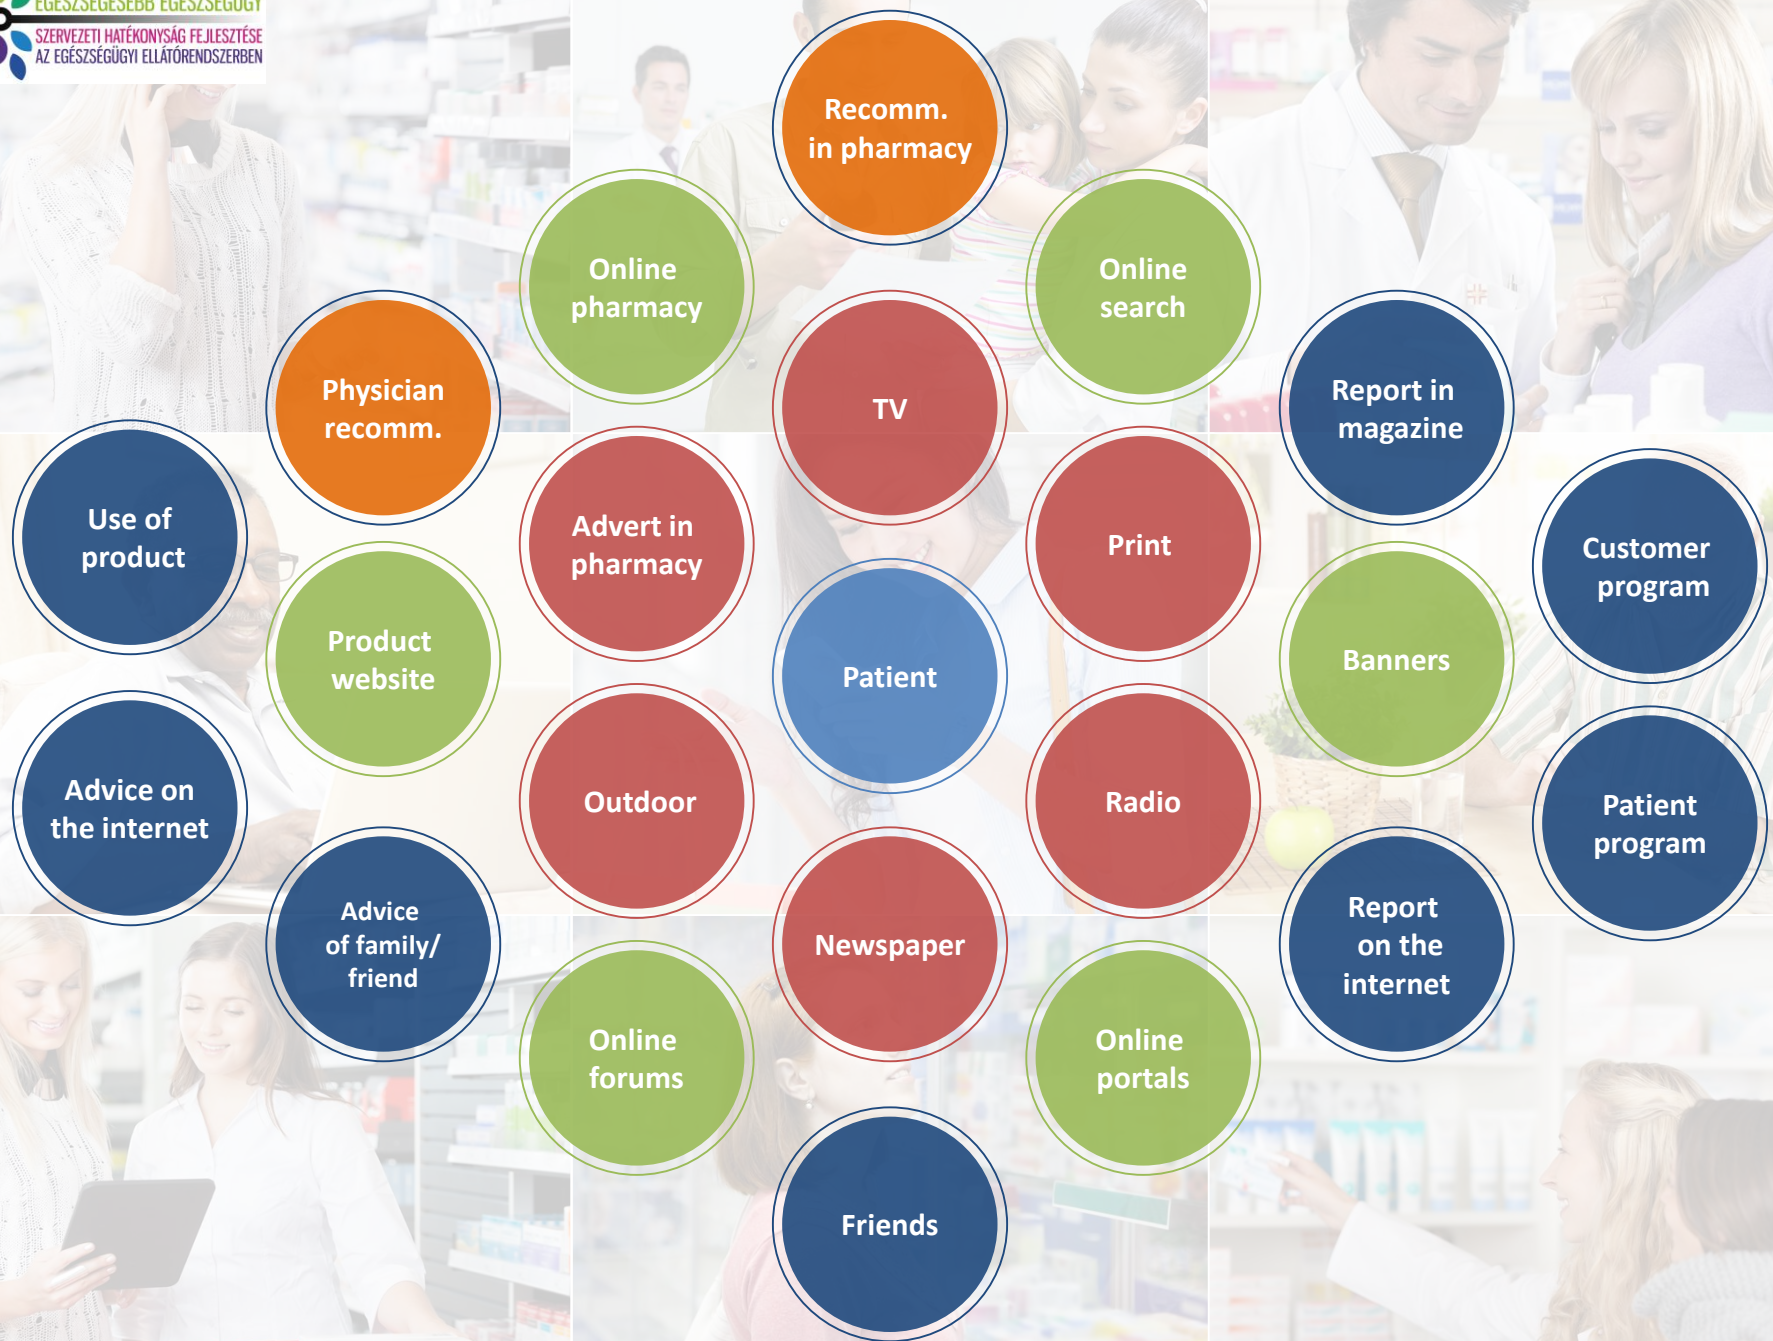 EGÉSZSÉGESEBB EGÉSZSÉGÜGY
SZERVEZETI HATÉKONYSÁG FEJLESZTÉSE
AZ EGÉSZSÉGÜGYI ELLÁTÓRENDSZERBEN
Recomm.
in pharmacy
Online
pharmacy
Online
search
Physician
recomm.
TV
Report in
magazine
Use of
product
Advert in
pharmacy
Print
Customer
program
Product
website
Patient
Banners
Advice on
the internet
Outdoor
Radio
Patient
program
Advice
of family/
friend
Newspaper
Report
on the
internet
Online
forums
Online
portals
Friends